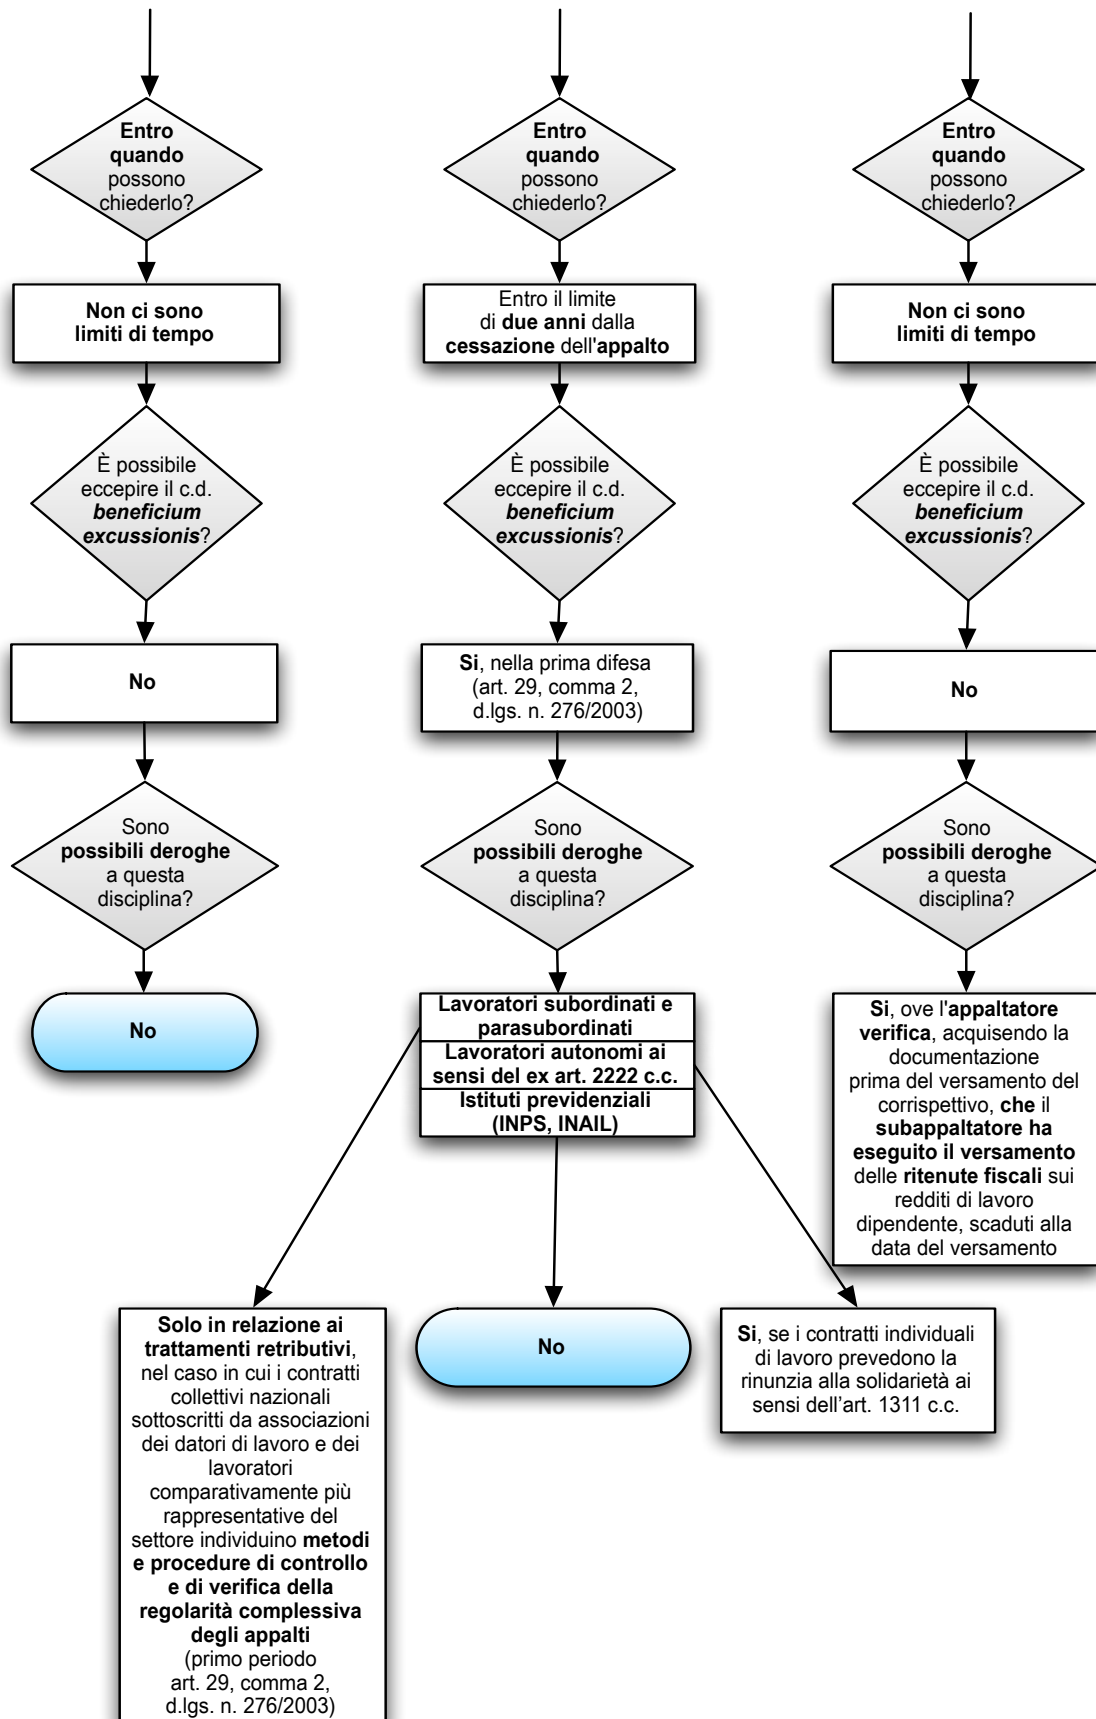 Entro
quando
possono
chiederlo?
Non ci sono
limiti di tempo
È possibile
eccepire il c.d.
beneficium
excussionis?
No
Sono
possibili deroghe
a questa
disciplina?
No
Entro
quando
possono
chiederlo?
Entro il limite
di due anni dalla
cessazione dell'appalto
È possibile
eccepire il c.d.
beneficium
excussionis?
Si, nella prima difesa
(art. 29, comma 2,
d.lgs. n. 276/2003)
Sono
possibili deroghe
a questa
disciplina?
Lavoratori subordinati e
parasubordinati
Lavoratori autonomi ai
sensi del ex art. 2222 c.c.
Istituti previdenziali
(INPS, INAIL)
Solo in relazione ai
trattamenti retributivi,
nel caso in cui i contratti
collettivi nazionali
sottoscritti da associazioni
dei datori di lavoro e dei
lavoratori
comparativamente più
rappresentative del
settore individuino metodi
e procedure di controllo
e di verifica della
regolarità complessiva
degli appalti
(primo periodo
art. 29, comma 2,
d.lgs. n. 276/2003)
No
Si, se i contratti individuali
di lavoro prevedono la
rinunzia alla solidarietà ai
sensi dell'art. 1311 c.c.
Entro
quando
possono
chiederlo?
Non ci sono
limiti di tempo
È possibile
eccepire il c.d.
beneficium
excussionis?
No
Sono
possibili deroghe
a questa
disciplina?
Si, ove l'appaltatore
verifica, acquisendo la
documentazione
prima del versamento del
corrispettivo, che il
subappaltatore ha
eseguito il versamento
delle ritenute fiscali sui
redditi di lavoro
dipendente, scaduti alla
data del versamento